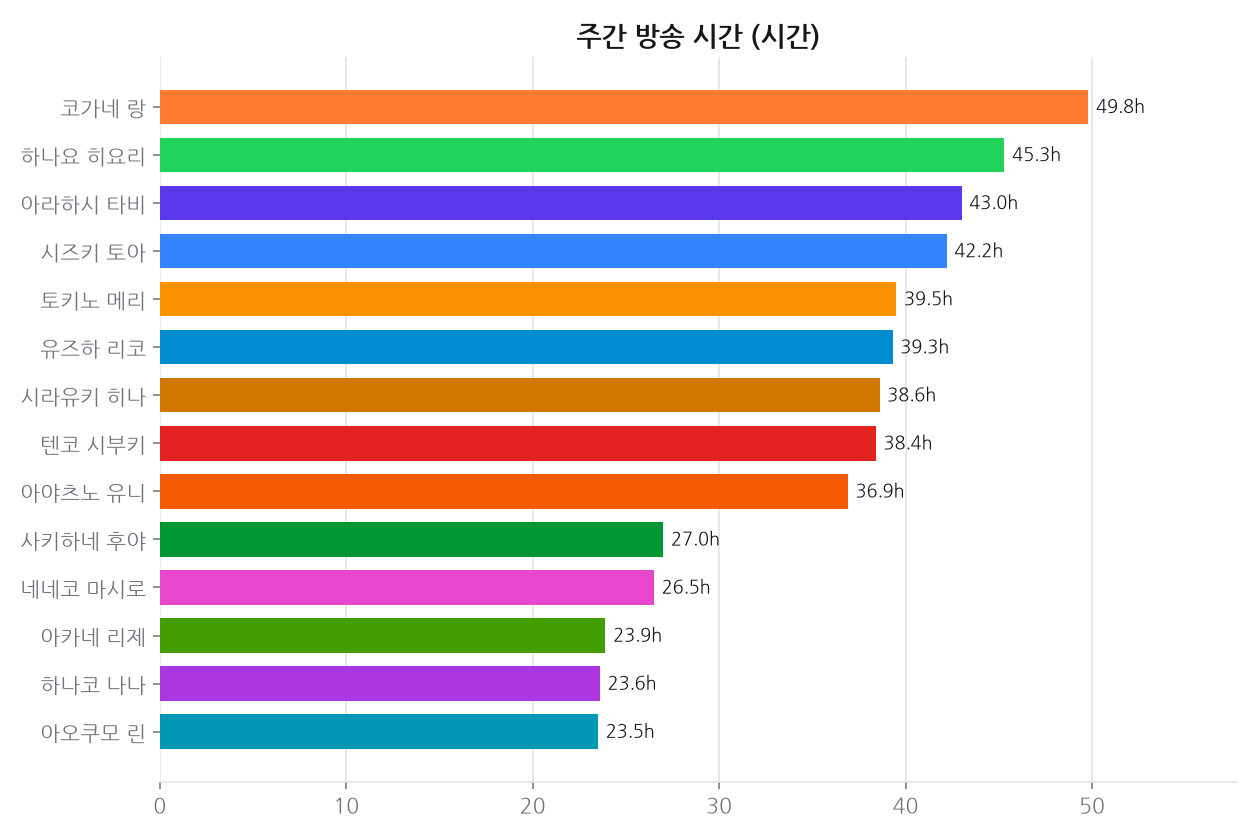 주간 방송 시간 (시간)
코가네 랑 49.8h
하나요 히요리 45.3h
아라하시 타비 43.0h
시즈키 토아 42.2h
토키노 메리 39.5h
유즈하 리코 39.3h
시라유키 히나 38.6h
텐코 시부키 38.4h
아야츠노 유니 36.9h
사키하네 후야 27.0h
네네코 마시로 26.5h
아카네 리제 23.9h
하나코 나나 23.6h
아오쿠모 린 23.5h
0 10 20 30 40 50